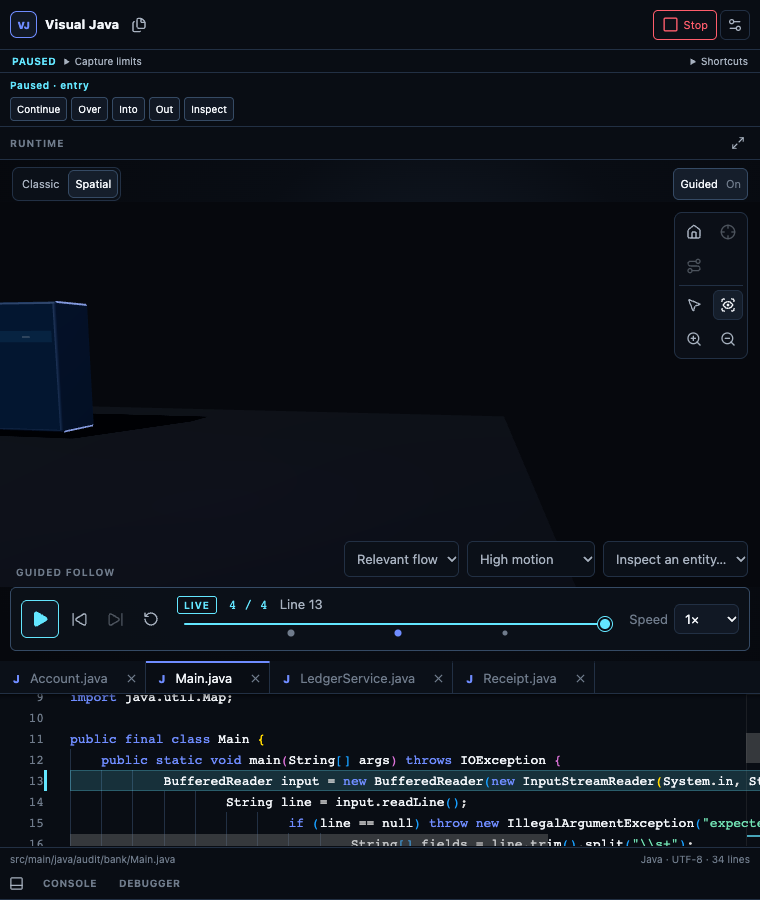 VJ Visual Java Stop
PAUSED Capture limits Shortcuts
Paused · entry
Continue Over Into Out Inspect
RUNTIME
Classic Spatial Guided On
Relevant flow High motion Inspect an entity...
GUIDED FOLLOW
LIVE 4 / 4 Line 13
Speed 1×
J Account.java J Main.java J LedgerService.java J Receipt.java
9 import java.util.Map;
10
11 public final class Main {
12 public static void main(String[] args) throws IOException {
13 BufferedReader input = new BufferedReader(new InputStreamReader(System.in, St
14 String line = input.readLine();
15 if (line == null) throw new IllegalArgumentException("expecte
16 String[] fields = line.trim().split("\\s+");
src/main/java/audit/bank/Main.java Java · UTF-8 · 34 lines
CONSOLE DEBUGGER